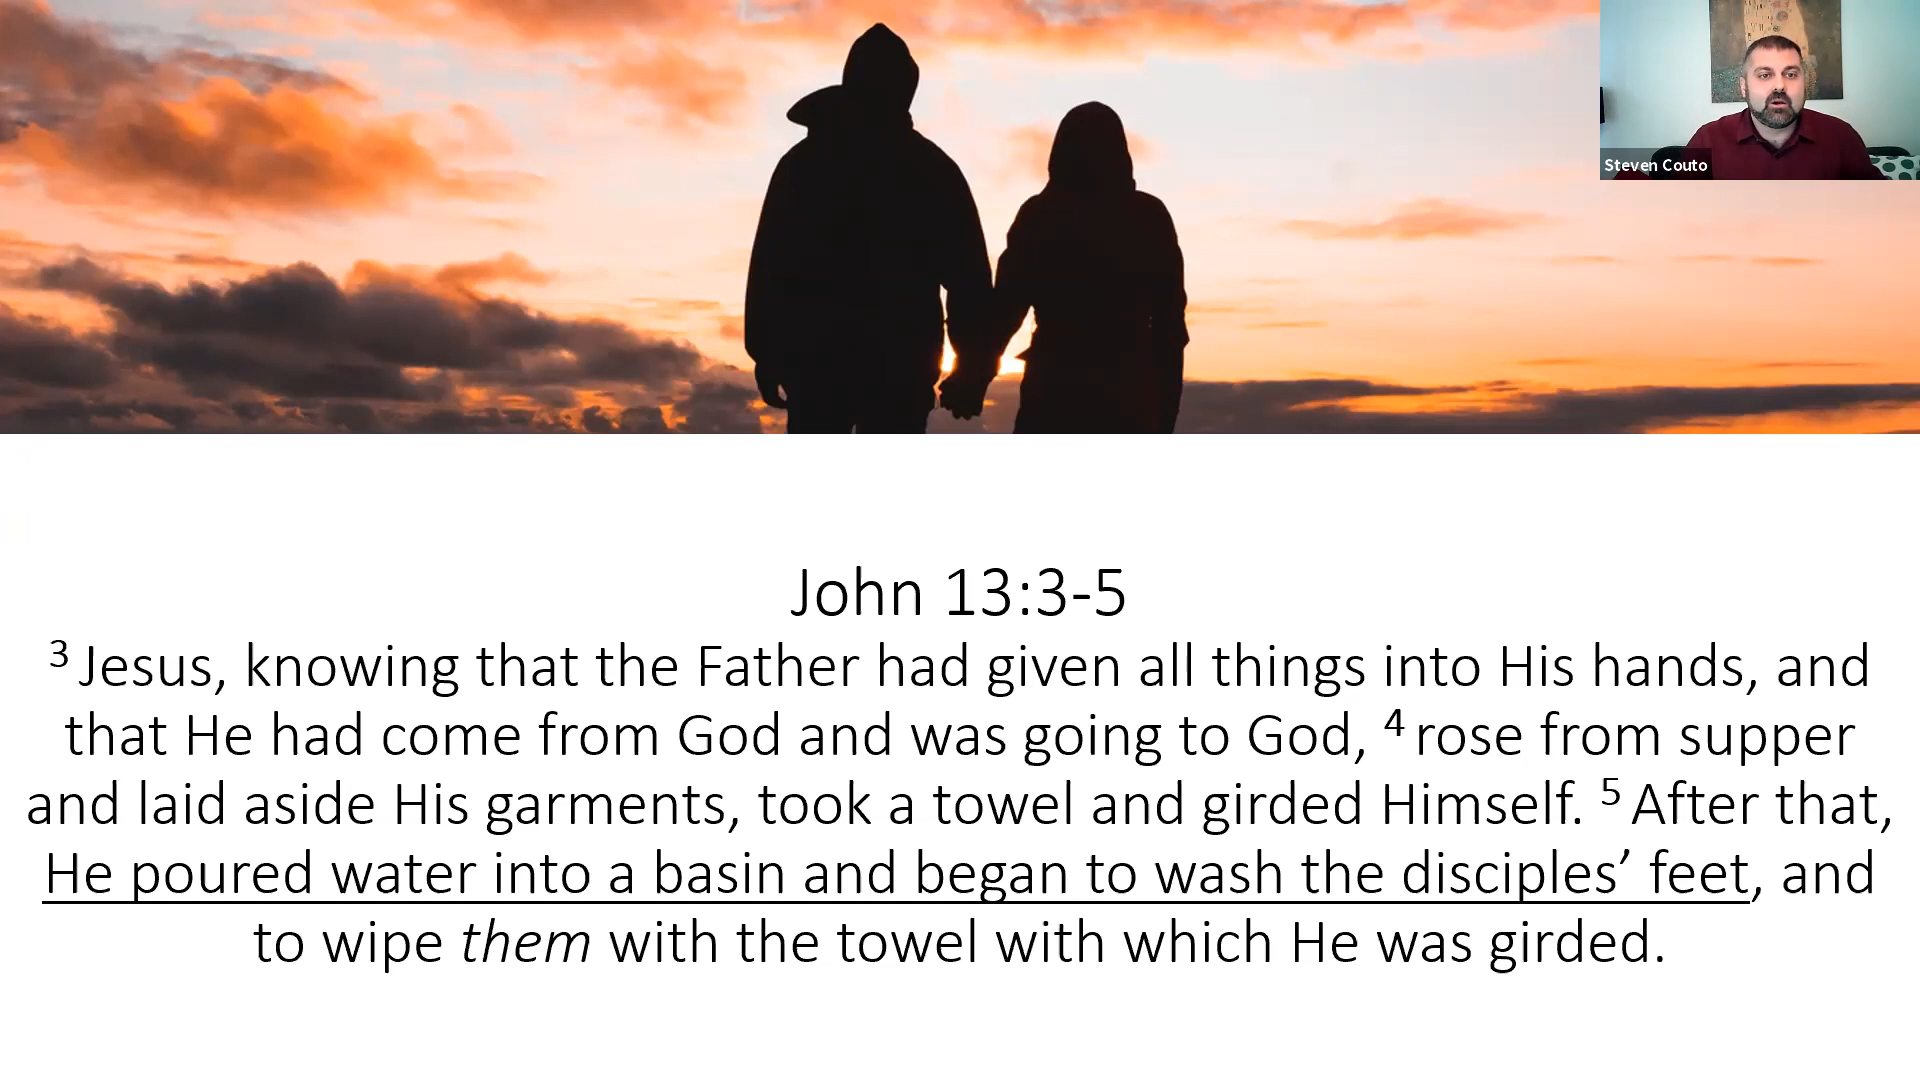 Steven Couto
John 13:3-5
3 Jesus, knowing that the Father had given all things into His hands, and
that He had come from God and was going to God, 4 rose from supper
and laid aside His garments, took a towel and girded Himself. 5 After that,
He poured water into a basin and began to wash the disciples’ feet, and
to wipe them with the towel with which He was girded.